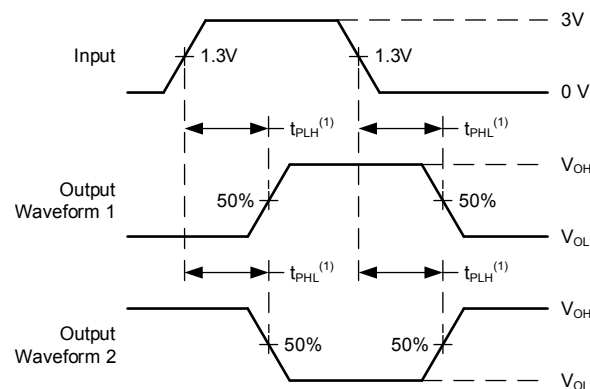 3V
Input
1.3V
1.3V
0 V
tPLH(1)
tPHL(1)
VOH
Output
Waveform 1
50%
50%
VOL
tPHL(1)
tPLH(1)
VOH
Output
Waveform 2
50%
50%
VOL